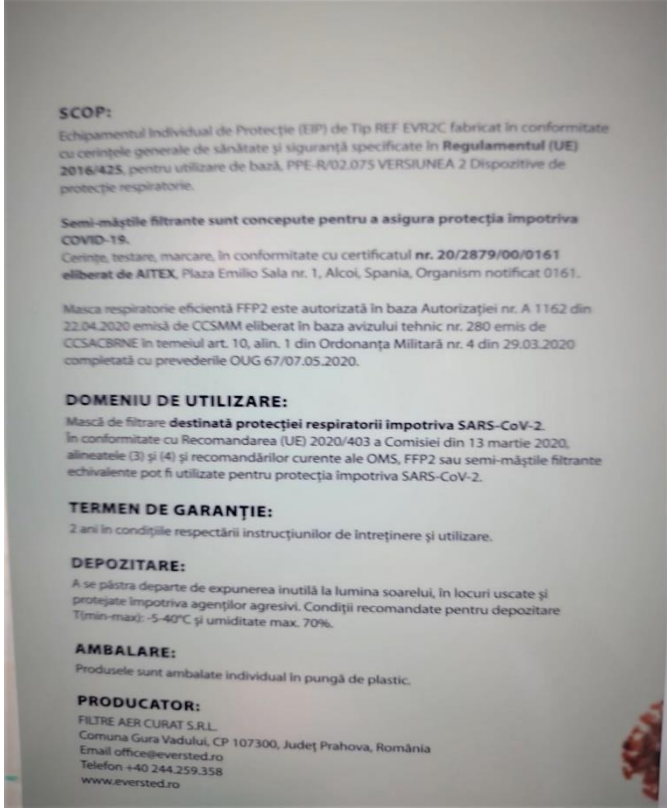 SCOP:
Echipamentul Individual de Protecție (EIP) de Tip REF EVR2C fabricat în conformitate
cu cerințele generale de sănătate și siguranță specificate în Regulamentul (UE)
2016/425, pentru utilizare de bază, PPE-R/02.075 VERSIUNEA 2 Dispozitive de
protecție respiratorie.
Semi-măștile filtrante sunt concepute pentru a asigura protecția împotriva
COVID-19.
Cerințe, testare, marcare, în conformitate cu certificatul nr. 20/2879/00/0161
eliberat de AITEX, Plaza Emilio Sala nr. 1, Alcoi, Spania, Organism notificat 0161.
Masca respiratorie eficientă FFP2 este autorizată în baza Autorizației nr. A 1162 din
22.04.2020 emisă de CCSMM eliberat în baza avizului tehnic nr. 280 emis de
CCSACBRNE în temeiul art. 10, alin. 1 din Ordonanța Militară nr. 4 din 29.03.2020
completată cu prevederile OUG 67/07.05.2020.
DOMENIU DE UTILIZARE:
Mască de filtrare destinată protecției respiratorii împotriva SARS-CoV-2.
În conformitate cu Recomandarea (UE) 2020/403 a Comisiei din 13 martie 2020,
alineatele (3) și (4) și recomandărilor curente ale OMS, FFP2 sau semi-măștile filtrante
echivalente pot fi utilizate pentru protecția împotriva SARS-CoV-2.
TERMEN DE GARANȚIE:
2 ani în condițiile respectării instrucțiunilor de întreținere și utilizare.
DEPOZITARE:
A se păstra departe de expunerea inutilă la lumina soarelui, în locuri uscate și
protejate împotriva agenților agresivi. Condiții recomandate pentru depozitare
T(min-max): -5-40°C și umiditate max. 70%.
AMBALARE:
Produsele sunt ambalate individual în pungă de plastic.
PRODUCATOR:
FILTRE AER CURAT S.R.L.
Comuna Gura Vadului, CP 107300, Județ Prahova, România
Email office@eversted.ro
Telefon +40 244.259.358
www.eversted.ro